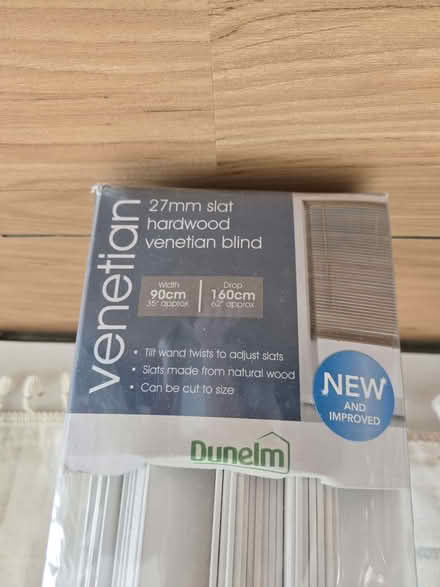 venetian
27mm slat
hardwood
venetian blind
Width
90cm
35" approx
Drop
160cm
62" approx
• Tilt wand twists to adjust slats
• Slats made from natural wood
• Can be cut to size
NEW
AND
IMPROVED
Dunelm